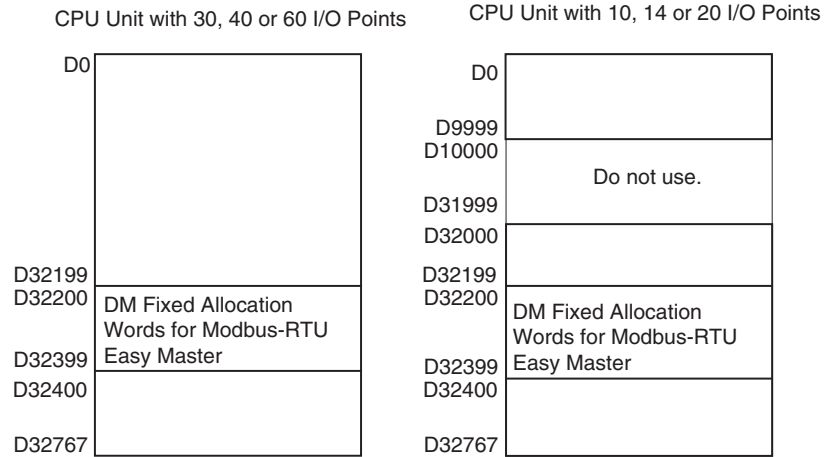 CPU Unit with 30, 40 or 60 I/O Points
D0
D32199
D32200
DM Fixed Allocation
Words for Modbus-RTU
Easy Master
D32399
D32400
D32767
CPU Unit with 10, 14 or 20 I/O Points
D0
D9999
D10000
Do not use.
D31999
D32000
D32199
D32200
DM Fixed Allocation
Words for Modbus-RTU
Easy Master
D32399
D32400
D32767